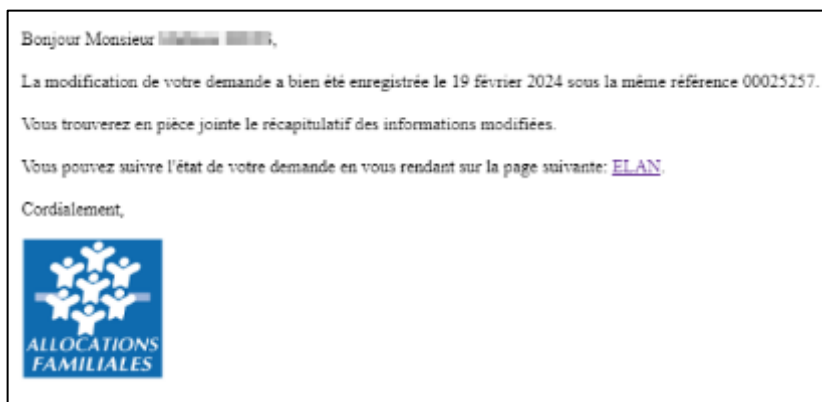 Bonjour Monsieur
La modification de votre demande a bien été enregistrée le 19 février 2024 sous la même référence 00025257.
Vous trouverez en pièce jointe le récapitulatif des informations modifiées.
Vous pouvez suivre l'état de votre demande en vous rendant sur la page suivante: ELAN.
Cordialement,
ALLOCATIONS
FAMILIALES